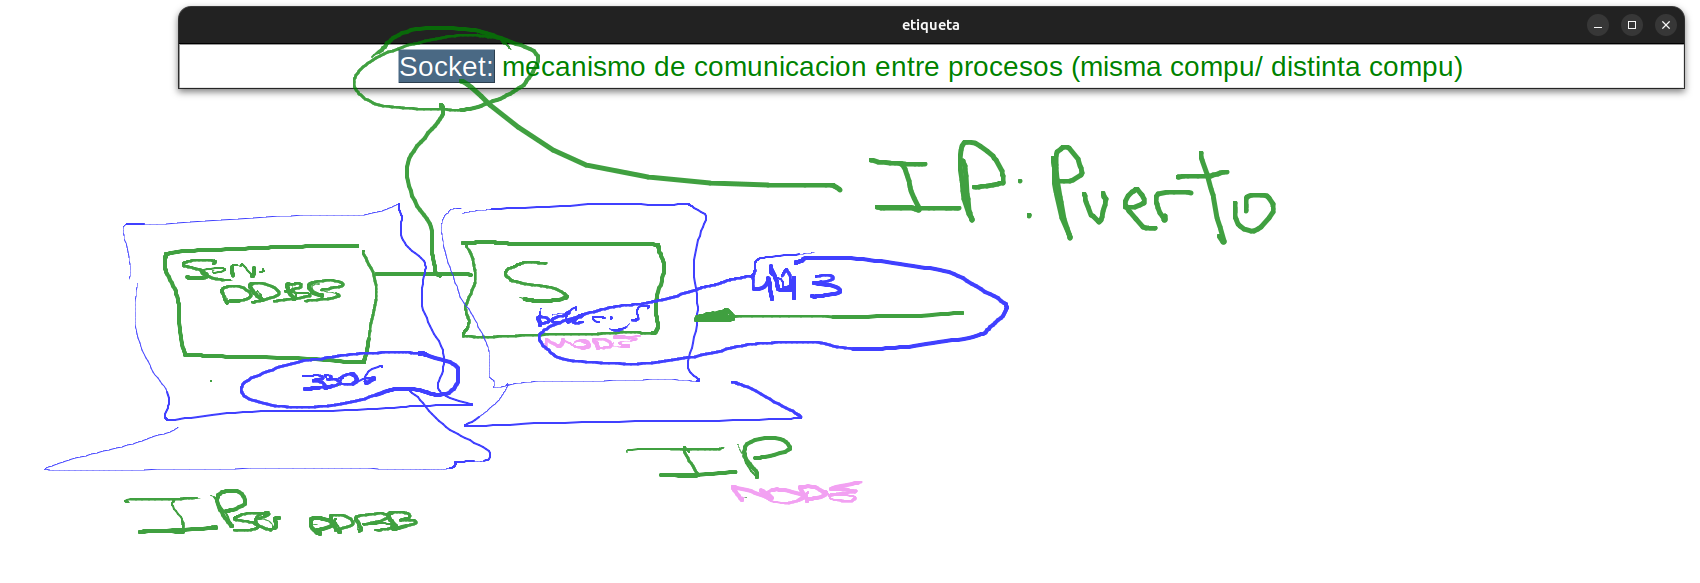 etiqueta
Socket: mecanismo de comunicacion entre procesos (misma compu/ distinta compu)
IP:Puerto
Serv.
DDBB
S
443
NODE
3306
IP
NODE
IP
DDBB